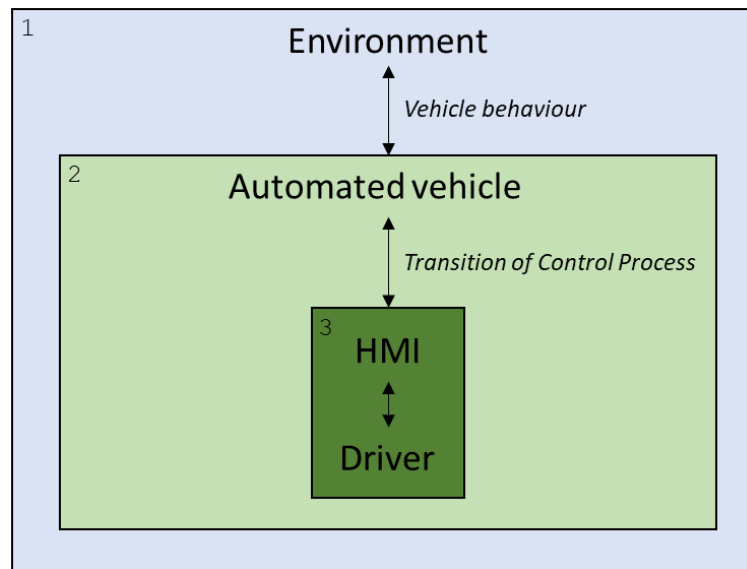 1
Environment
Vehicle behaviour
2
Automated vehicle
Transition of Control Process
3
HMI
Driver